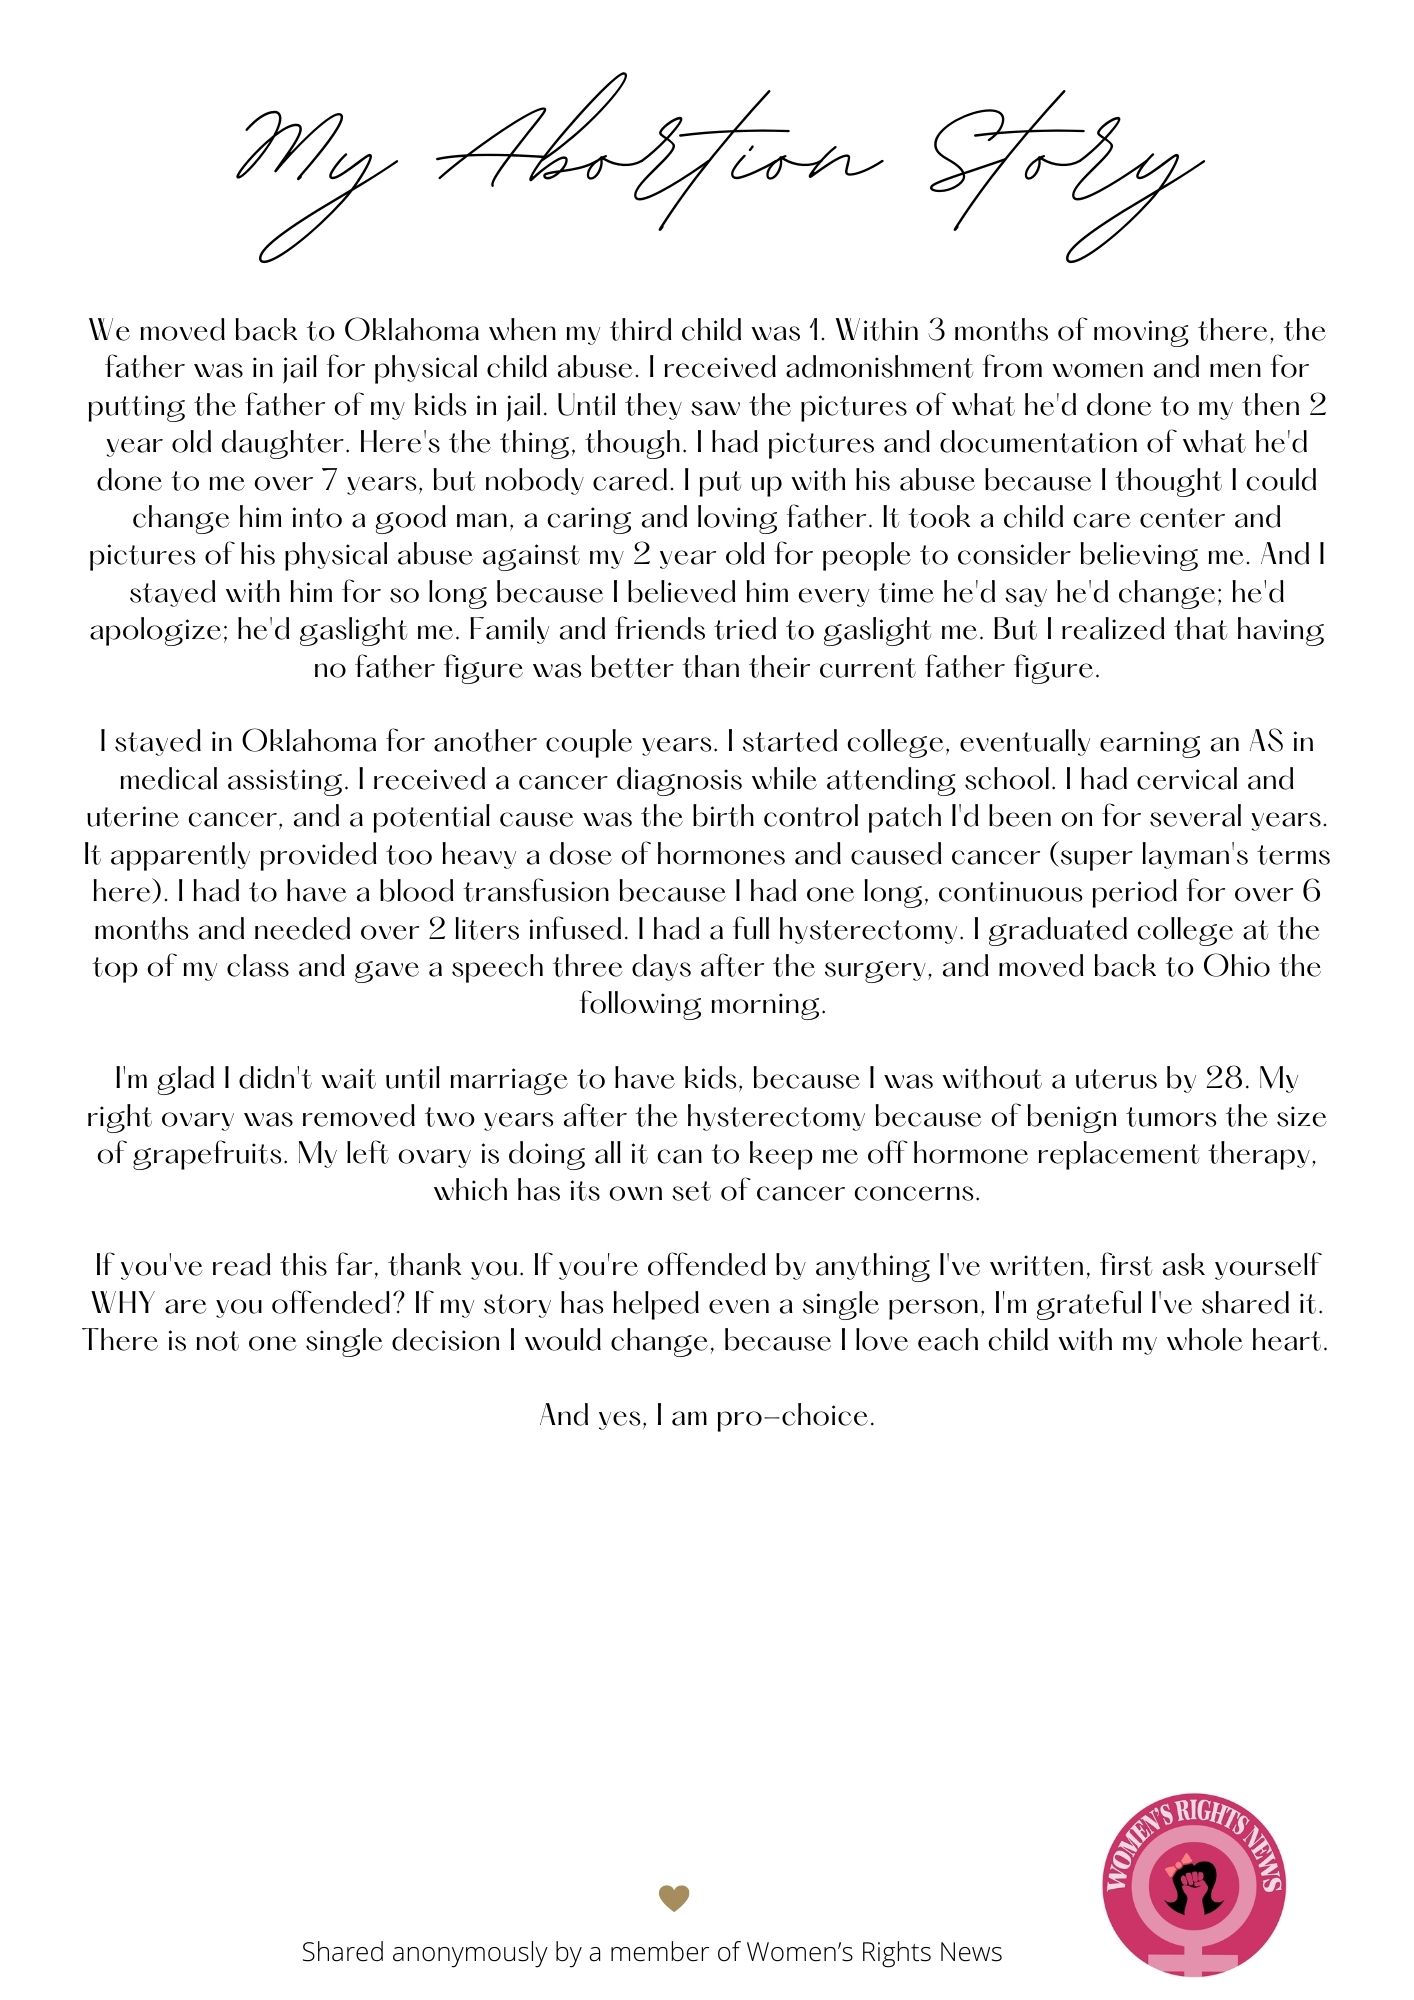 My Abortion Story
We moved back to Oklahoma when my third child was 1. Within 3 months of moving there, the
father was in jail for physical child abuse. I received admonishment from women and men for
putting the father of my kids in jail. Until they saw the pictures of what he'd done to my then 2
year old daughter. Here's the thing, though. I had pictures and documentation of what he'd
done to me over 7 years, but nobody cared. I put up with his abuse because I thought I could
change him into a good man, a caring and loving father. It took a child care center and
pictures of his physical abuse against my 2 year old for people to consider believing me. And I
stayed with him for so long because I believed him every time he'd say he'd change; he'd
apologize; he'd gaslight me. Family and friends tried to gaslight me. But I realized that having
no father figure was better than their current father figure.
I stayed in Oklahoma for another couple years. I started college, eventually earning an AS in
medical assisting. I received a cancer diagnosis while attending school. I had cervical and
uterine cancer, and a potential cause was the birth control patch I'd been on for several years.
It apparently provided too heavy a dose of hormones and caused cancer (super layman's terms
here). I had to have a blood transfusion because I had one long, continuous period for over 6
months and needed over 2 liters infused. I had a full hysterectomy. I graduated college at the
top of my class and gave a speech three days after the surgery, and moved back to Ohio the
following morning.
I'm glad I didn't wait until marriage to have kids, because I was without a uterus by 28. My
right ovary was removed two years after the hysterectomy because of benign tumors the size
of grapefruits. My left ovary is doing all it can to keep me off hormone replacement therapy,
which has its own set of cancer concerns.
If you've read this far, thank you. If you're offended by anything I've written, first ask yourself
WHY are you offended? If my story has helped even a single person, I'm grateful I've shared it.
There is not one single decision I would change, because I love each child with my whole heart.
And yes, I am pro-choice.
WOMEN'S RIGHTS NEWS
Shared anonymously by a member of Women's Rights News